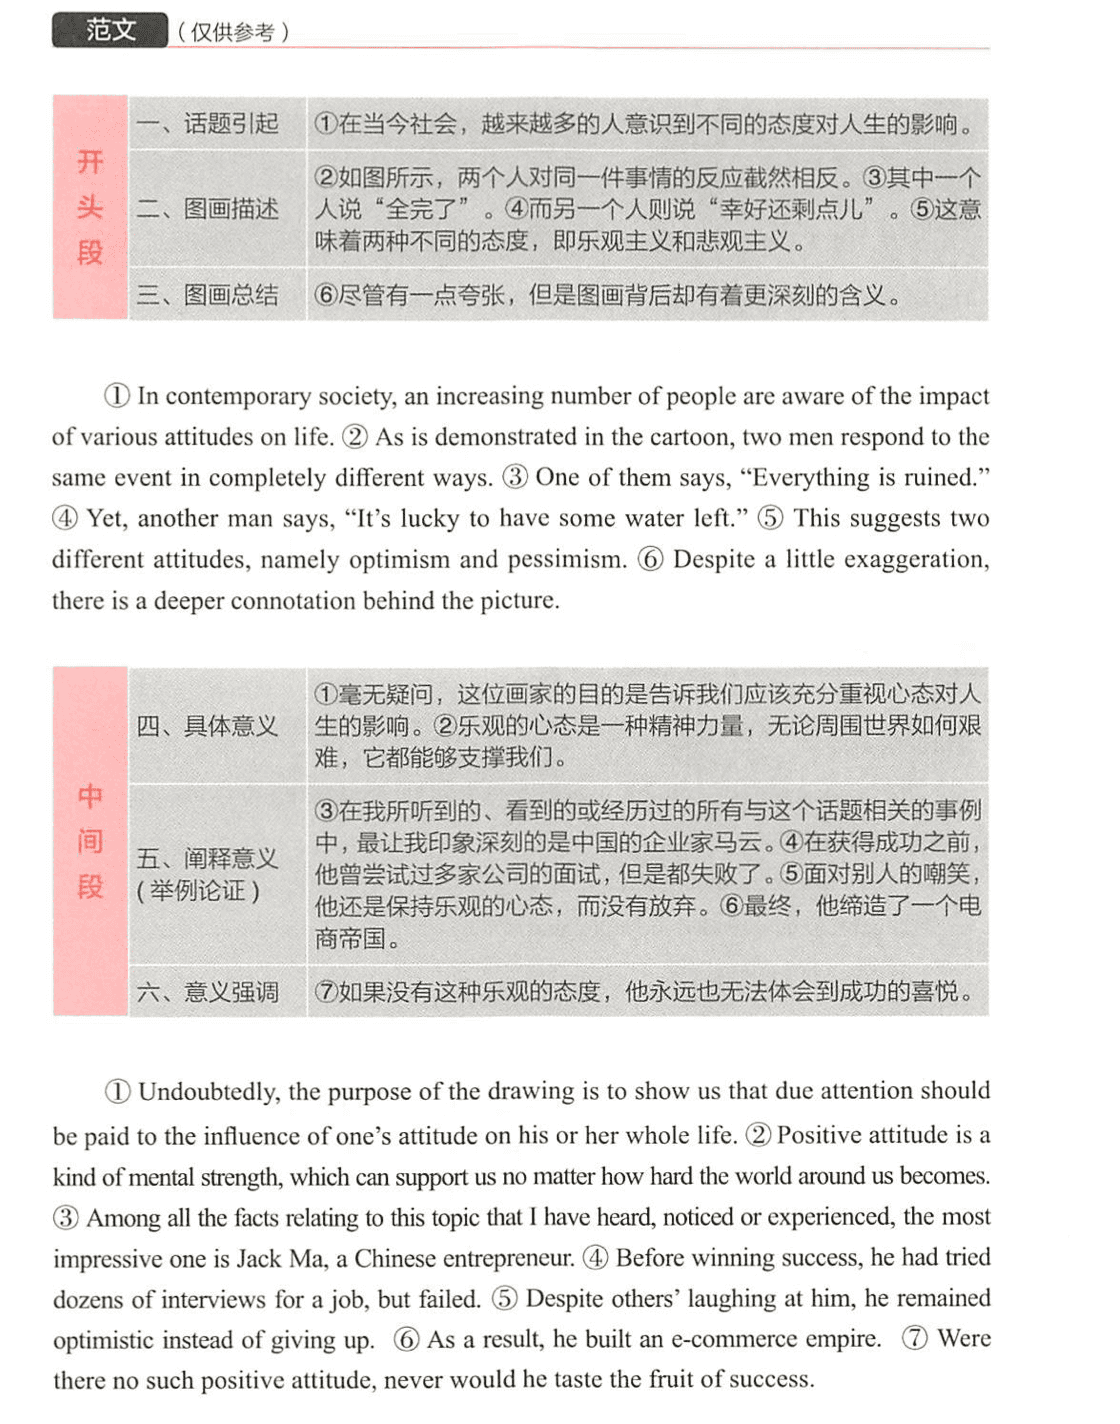 范文（仅供参考）
开头段
一、话题引起
①在当今社会，越来越多的人意识到不同的态度对人生的影响。
二、图画描述
②如图所示，两个人对同一件事情的反应截然相反。③其中一个
人说“全完了”。④而另一个人则说“幸好还剩点儿”。⑤这意
味着两种不同的态度，即乐观主义和悲观主义。
三、图画总结
⑥尽管有一点夸张，但是图画背后却有着更深刻的含义。
① In contemporary society, an increasing number of people are aware of the impact
of various attitudes on life. ② As is demonstrated in the cartoon, two men respond to the
same event in completely different ways. ③ One of them says, “Everything is ruined.”
④ Yet, another man says, “It’s lucky to have some water left.” ⑤ This suggests two
different attitudes, namely optimism and pessimism. ⑥ Despite a little exaggeration,
there is a deeper connotation behind the picture.
中间段
四、具体意义
①毫无疑问，这位画家的目的是告诉我们应该充分重视心态对人
生的影响。②乐观的心态是一种精神力量，无论周围世界如何艰
难，它都能够支撑我们。
五、阐释意义
(举例论证)
③在我所听到的、看到的或经历过的所有与这个话题相关的事例
中，最让我印象深刻的是中国的企业家马云。④在获得成功之前，
他曾尝试过多家公司的面试，但是都失败了。⑤面对别人的嘲笑，
他还是保持乐观的心态，而没有放弃。⑥最终，他缔造了一个电
商帝国。
六、意义强调
⑦如果没有这种乐观的态度，他永远也无法体会到成功的喜悦。
① Undoubtedly, the purpose of the drawing is to show us that due attention should
be paid to the influence of one’s attitude on his or her whole life. ② Positive attitude is a
kind of mental strength, which can support us no matter how hard the world around us becomes.
③ Among all the facts relating to this topic that I have heard, noticed or experienced, the most
impressive one is Jack Ma, a Chinese entrepreneur. ④ Before winning success, he had tried
dozens of interviews for a job, but failed. ⑤ Despite others’ laughing at him, he remained
optimistic instead of giving up. ⑥ As a result, he built an e-commerce empire. ⑦ Were
there no such positive attitude, never would he taste the fruit of success.